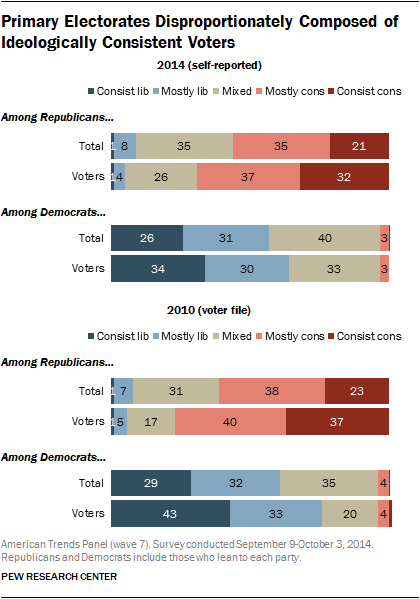 Primary Electorates Disproportionately Composed of
Ideologically Consistent Voters
2014 (self-reported)
Consist lib Mostly lib Mixed Mostly cons Consist cons
Among Republicans...
Total 1 8 35 35 21
Voters 1 4 26 37 32
Among Democrats...
Total 26 31 40 3
Voters 34 30 33 3
2010 (voter file)
Consist lib Mostly lib Mixed Mostly cons Consist cons
Among Republicans...
Total 1 7 31 38 23
Voters 1 5 17 40 37
Among Democrats...
Total 29 32 35 4
Voters 43 33 20 4
American Trends Panel (wave 7). Survey conducted September 9-October 3, 2014.
Republicans and Democrats include those who lean to each party.
PEW RESEARCH CENTER